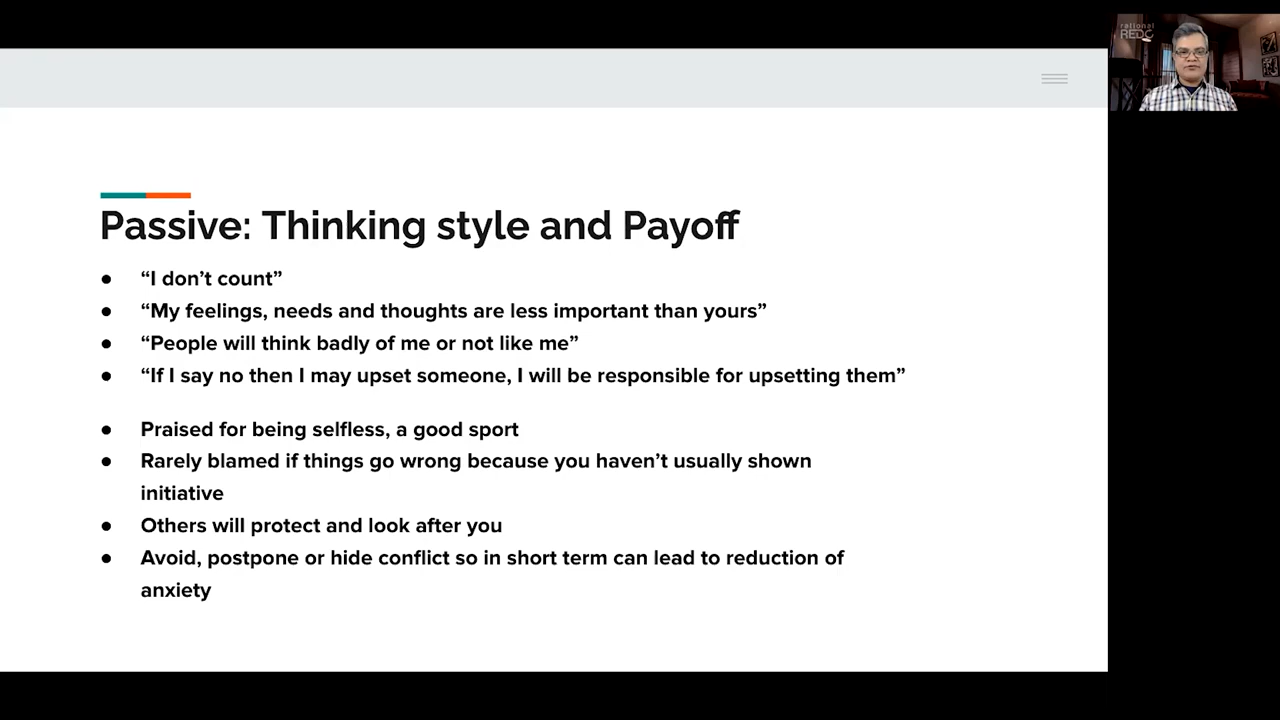 rational
REDC
Passive: Thinking style and Payoff
● “I don’t count”
● “My feelings, needs and thoughts are less important than yours”
● “People will think badly of me or not like me”
● “If I say no then I may upset someone, I will be responsible for upsetting them”
● Praised for being selfless, a good sport
● Rarely blamed if things go wrong because you haven’t usually shown
initiative
● Others will protect and look after you
● Avoid, postpone or hide conflict so in short term can lead to reduction of
anxiety